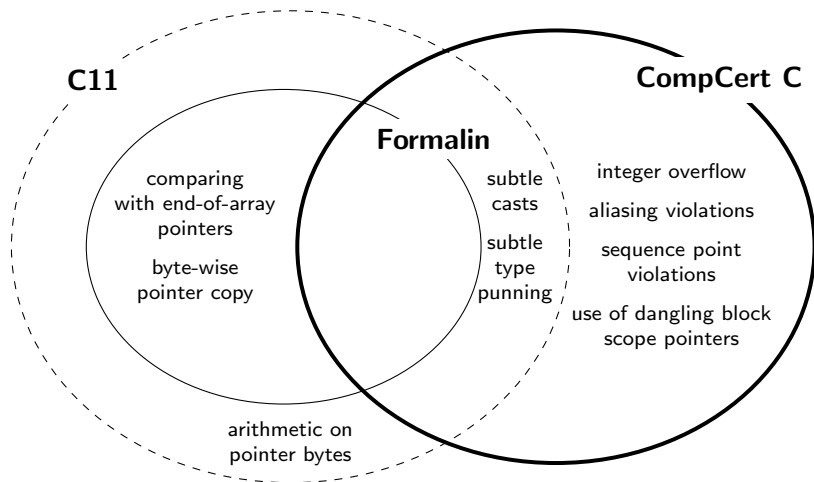 C11
CompCert C
Formalin
comparing
with end-of-array
pointers
byte-wise
pointer copy
subtle
casts
subtle
type
punning
integer overflow
aliasing violations
sequence point
violations
use of dangling block
scope pointers
arithmetic on
pointer bytes